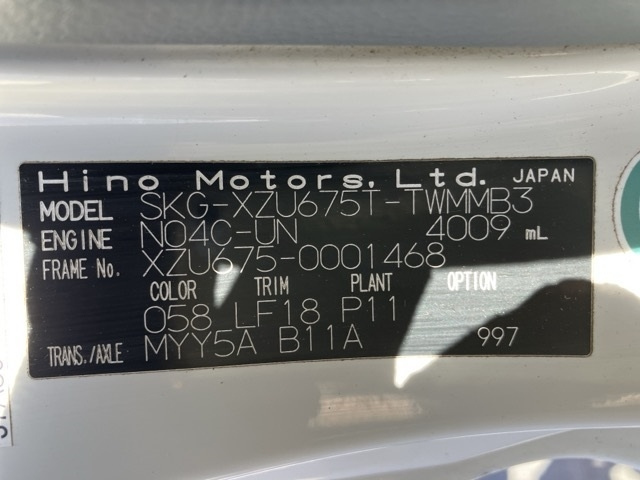 Hino Motors, Ltd. JAPAN
MODEL SKG-XZU675T-TWMMB3
ENGINE N04C-UN 4009 mL
FRAME No. XZU675-0001468
COLOR TRIM PLANT OPTION
058 LF18 P11
TRANS./AXLE MYY5A B11A 997